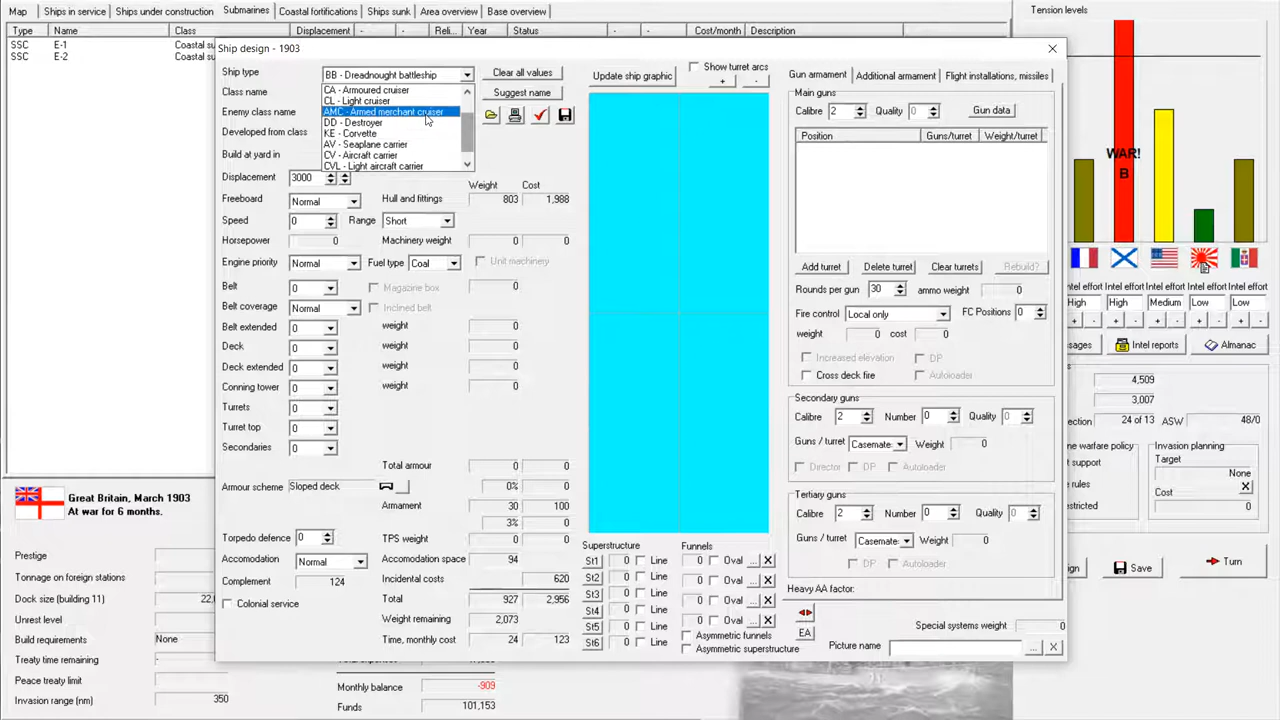 Map Ships in service Ships under construction Submarines Coastal fortifications Ships sunk Area overview Base overview
Tension levels
Type Name Class Displacement - - Reli... Year Status Cost/month Description
SSC E-1 Coastal su
SSC E-2 Coastal su
Ship design - 1903
Ship type BB - Dreadnought battleship Clear all values
Class name
Enemy class name Suggest name
Developed from class
Build at yard in
CA - Armoured cruiser
CL - Light cruiser
AMC - Armed merchant cruiser
DD - Destroyer
KE - Corvette
AV - Seaplane carrier
CV - Aircraft carrier
CVL - Light aircraft carrier
Displacement 3000
Weight Cost
Freeboard Normal Hull and fittings 803 1,988
Speed 0 Range Short
Horsepower 0 Machinery weight 0 0
Engine priority Normal Fuel type Coal Unit machinery
Belt 0 Magazine box 0
Belt coverage Normal Inclined belt
Belt extended 0 weight 0
Deck 0 weight 0
Deck extended 0 weight 0
Conning tower 0 weight 0
Turrets 0
Turret top 0
Secondaries 0
Total armour 0 0
Armour scheme Sloped deck 0% 0
Armament 30 100
3% 0
Torpedo defence 0 TPS weight 0 0
Accomodation Normal Accomodation space 94
Complement 124 Incidental costs 620
Colonial service Total 927 2,956
Weight remaining 2,073
Time, monthly cost 24 123
Update ship graphic Show turret arcs
+ -
Superstructure Funnels
St1 0 Line 0 Oval ... X
St2 0 Line 0 Oval ... X
St3 0 Line 0 Oval ... X
St4 0 Line 0 Oval ... X
St5 0 Line 0 Oval ... X
St6 0 Line Asymmetric funnels
Asymmetric superstructure
Gun armament Additional armament Flight installations, missiles
Main guns
Calibre 2 Quality 0 Gun data
Position Guns/turret Weight/turret
Add turret Delete turret Clear turrets Rebuild?
Rounds per gun 30 ammo weight 0
Fire control Local only FC Positions 0
weight 0 cost 0
Increased elevation DP
Cross deck fire Autoloader
Secondary guns
Calibre 2 Number 0 Quality 0
Guns / turret Casemate: Weight 0
Director DP Autoloader
Tertiary guns
Calibre 2 Number 0 Quality 0
Guns / turret Casemate: Weight 0
DP Autoloader
Heavy AA factor:
EA Special systems weight 0
Picture name ... X
WAR!
B
Intel effort Intel effort Intel effort Intel effort Intel effort
High High Medium Low Low
+ - + - + - + -
ssages Intel reports Almanac
4,509
3,007
ection 24 of 13 ASW 48/0
e warfare policy Invasion planning
t support Target
None
e rules Cost X
stricted 0
ign Save Turn
Great Britain, March 1903
At war for 6 months.
Prestige
Tonnage on foreign stations
Dock size (building 11) 22,
Unrest level
Build requirements None
Treaty time remaining -
Peace treaty limit
Invasion range (nm) 350
Monthly balance -909
Funds 101,153